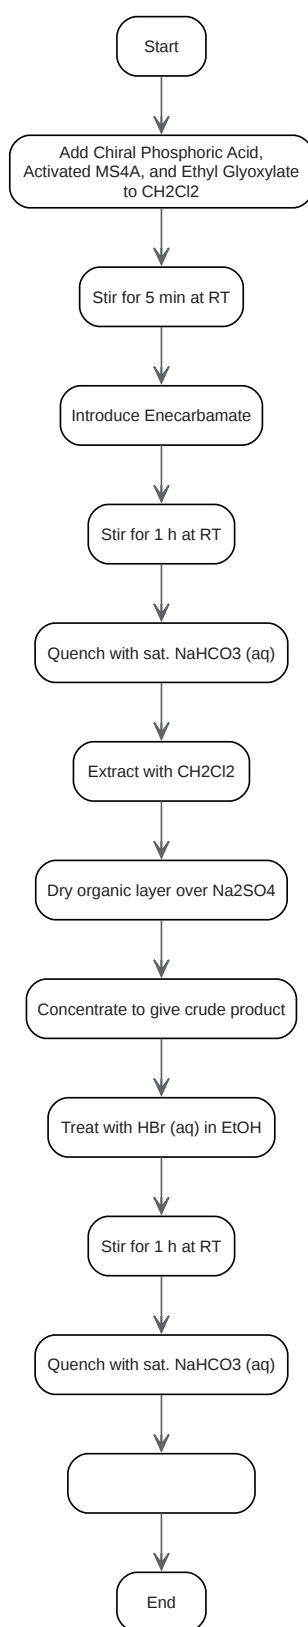 Start
Add Chiral Phosphoric Acid,
Activated MS4A, and Ethyl Glyoxylate
to CH2Cl2
Stir for 5 min at RT
Introduce Enecarbamate
Stir for 1 h at RT
Quench with sat. NaHCO3 (aq)
Extract with CH2Cl2
Dry organic layer over Na2SO4
Concentrate to give crude product
Treat with HBr (aq) in EtOH
Stir for 1 h at RT
Quench with sat. NaHCO3 (aq)
End